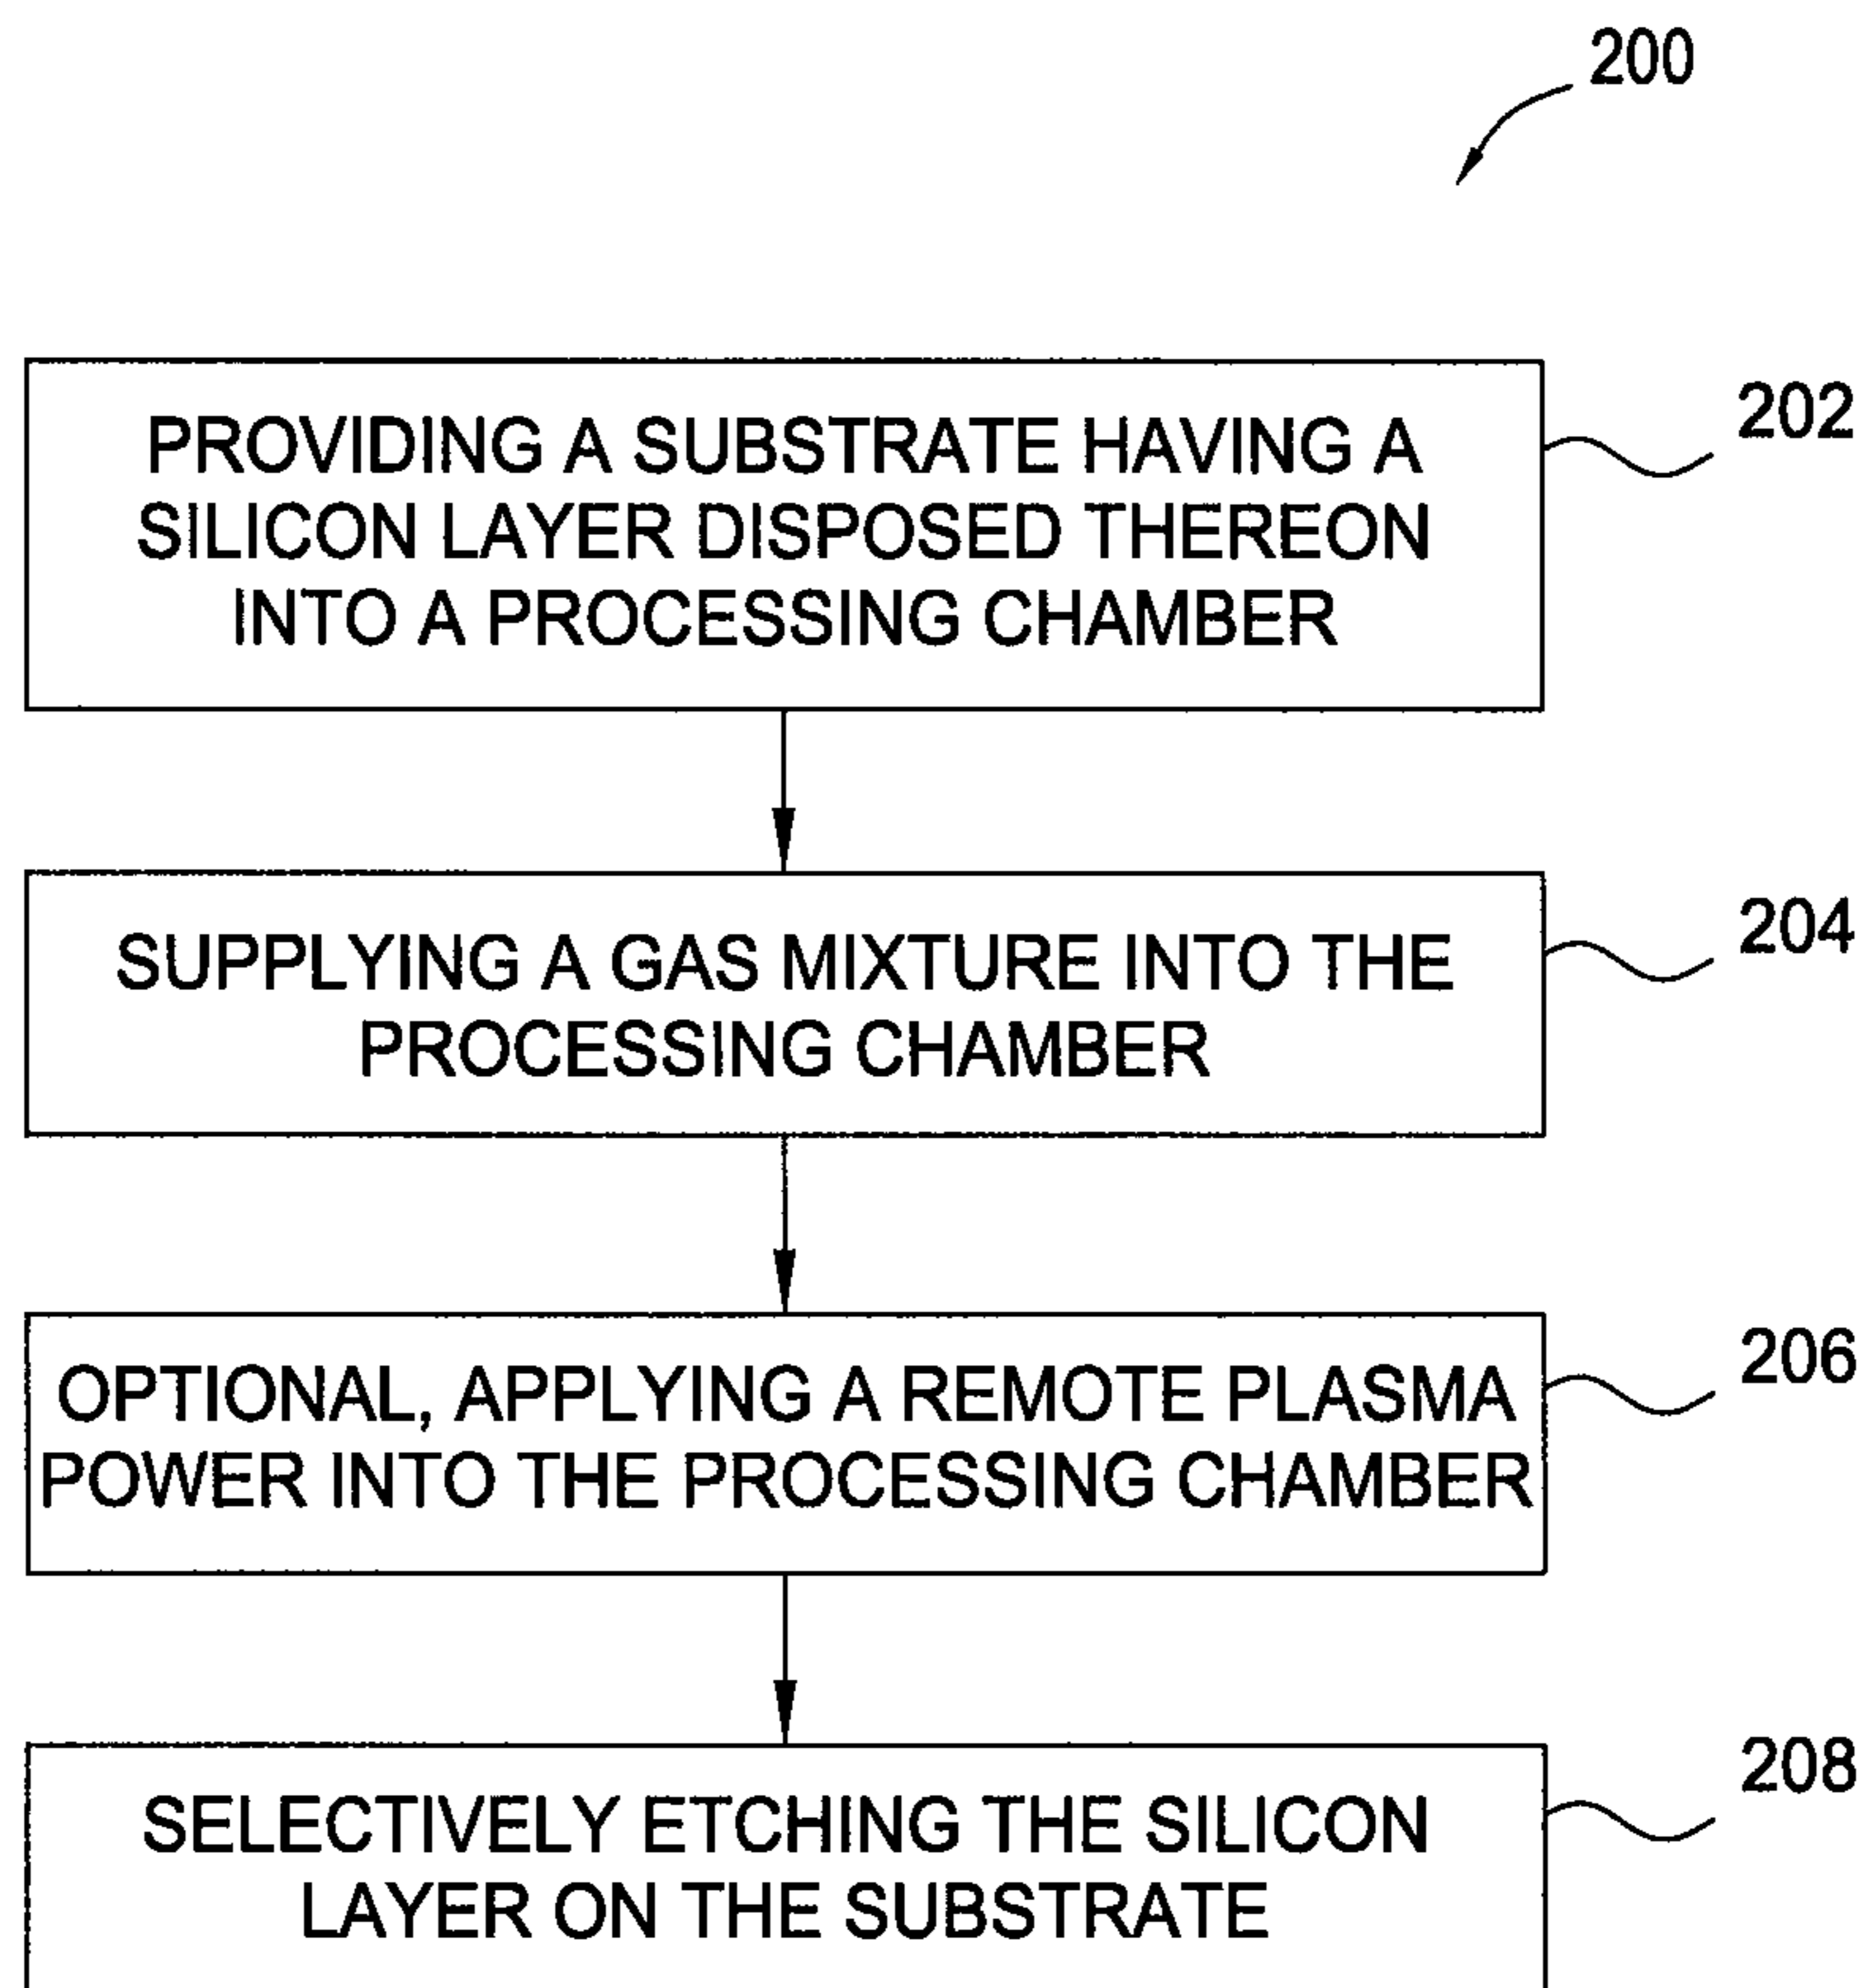 200
PROVIDING A SUBSTRATE HAVING A
SILICON LAYER DISPOSED THEREON
INTO A PROCESSING CHAMBER
202
SUPPLYING A GAS MIXTURE INTO THE
PROCESSING CHAMBER
204
OPTIONAL, APPLYING A REMOTE PLASMA
POWER INTO THE PROCESSING CHAMBER
206
SELECTIVELY ETCHING THE SILICON
LAYER ON THE SUBSTRATE
208